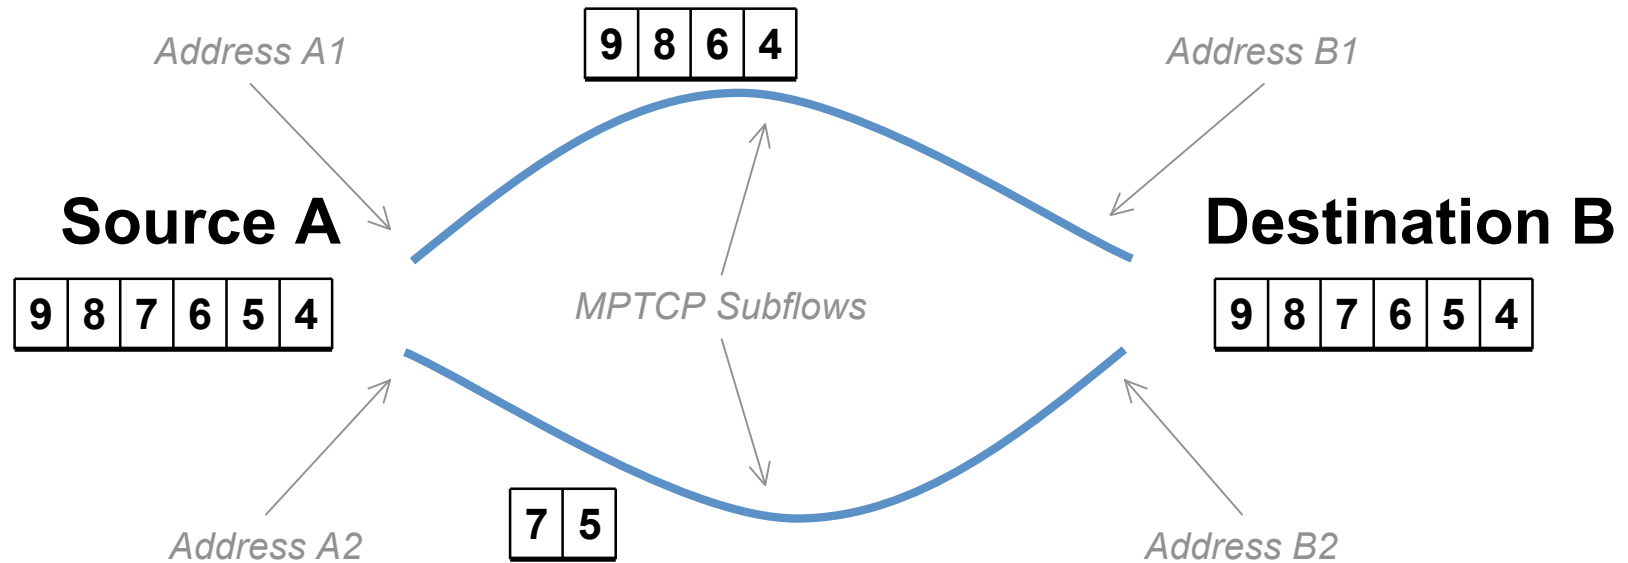 9 8 6 4
Address A1
Address B1
Source A
Destination B
9 8 7 6 5 4
MPTCP Subflows
9 8 7 6 5 4
7 5
Address A2
Address B2